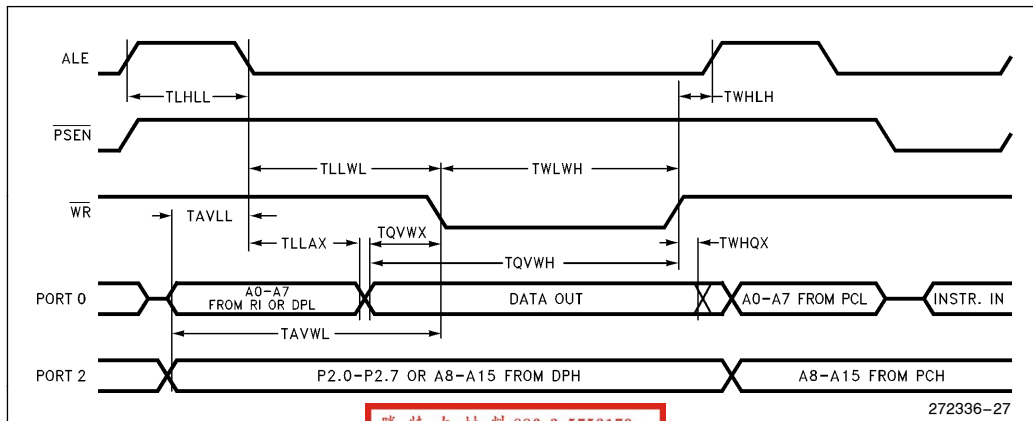 ALE
TLHLL
TWHLH
PSEN
TLLWL
TWLWH
WR
TAVLL
TQVWX
TLLAX
TWHQX
TQVWH
PORT 0
A0-A7
FROM RI OR DPL
DATA OUT
A0-A7 FROM PCL
INSTR. IN
TAVWL
PORT 2
P2.0-P2.7 OR A8-A15 FROM DPH
A8-A15 FROM PCH
272336-27